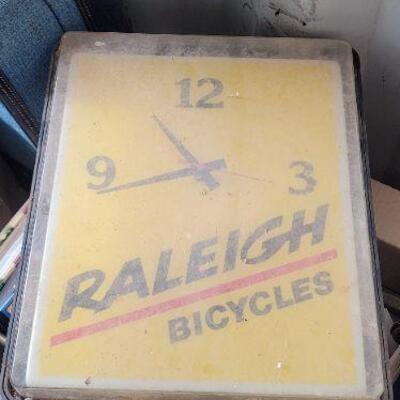 12
9 3
RALEIGH
BICYCLES